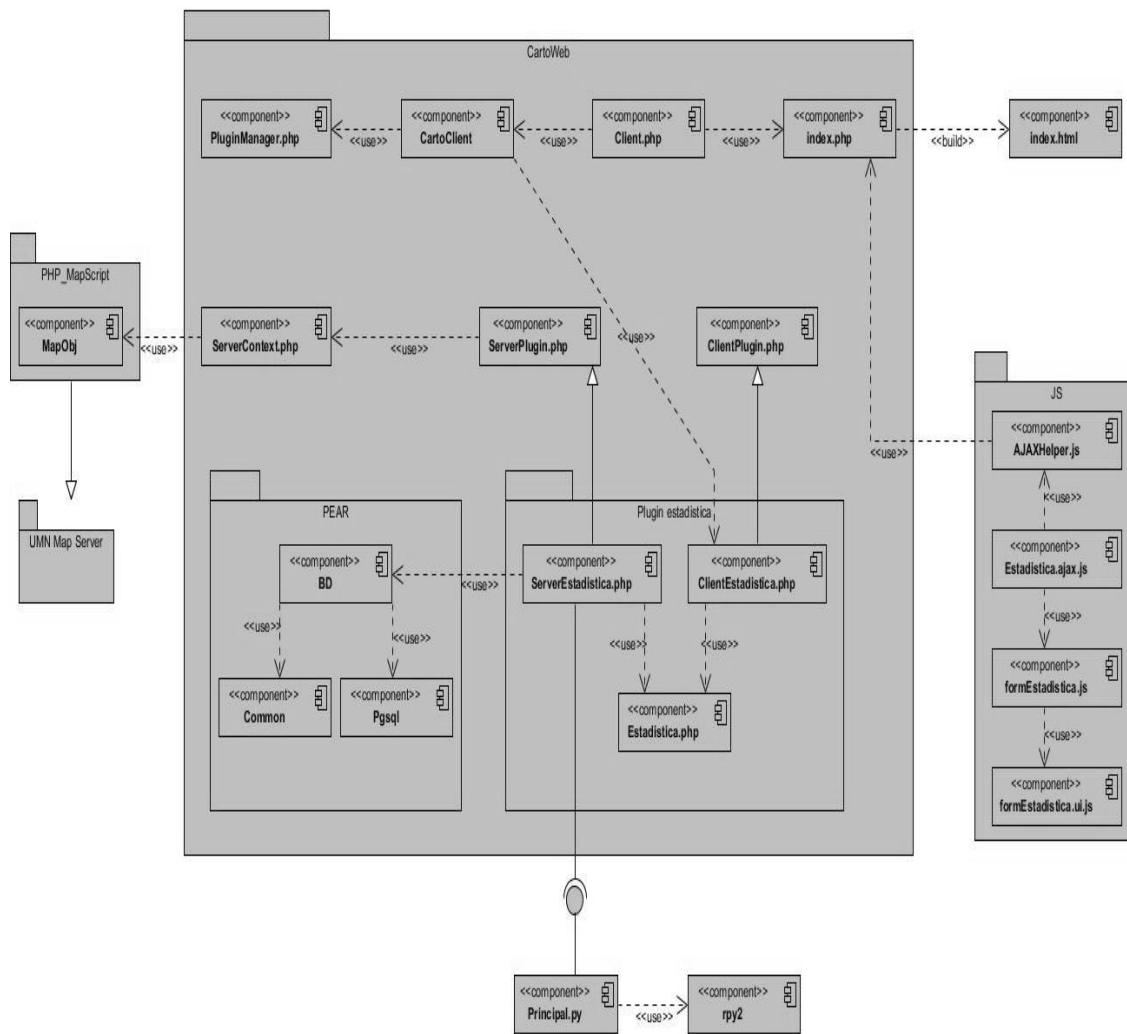 CartoWeb
<<component>>
PluginManager.php
<<use>>
<<component>>
CartoClient
<<use>>
<<component>>
Client.php
<<use>>
<<component>>
index.php
<<build>>
<<component>>
index.html
PHP_MapScript
<<component>>
MapObj
<<use>>
<<component>>
ServerContext.php
<<use>>
<<component>>
ServerPlugin.php
<<use>>
<<component>>
ClientPlugin.php
<<use>>
JS
<<component>>
AJAXHelper.js
<<use>>
<<component>>
Estadistica.ajax.js
<<use>>
<<component>>
formEstadistica.js
<<use>>
<<component>>
formEstadistica.ui.js
UMN Map Server
PEAR
<<component>>
BD
<<use>>
<<use>>
<<component>>
Common
<<component>>
Pgsql
<<use>>
Plugin estadistica
<<component>>
ServerEstadistica.php
<<component>>
ClientEstadistica.php
<<use>>
<<use>>
<<component>>
Estadistica.php
<<component>>
Principal.py
<<use>>
<<component>>
rpy2